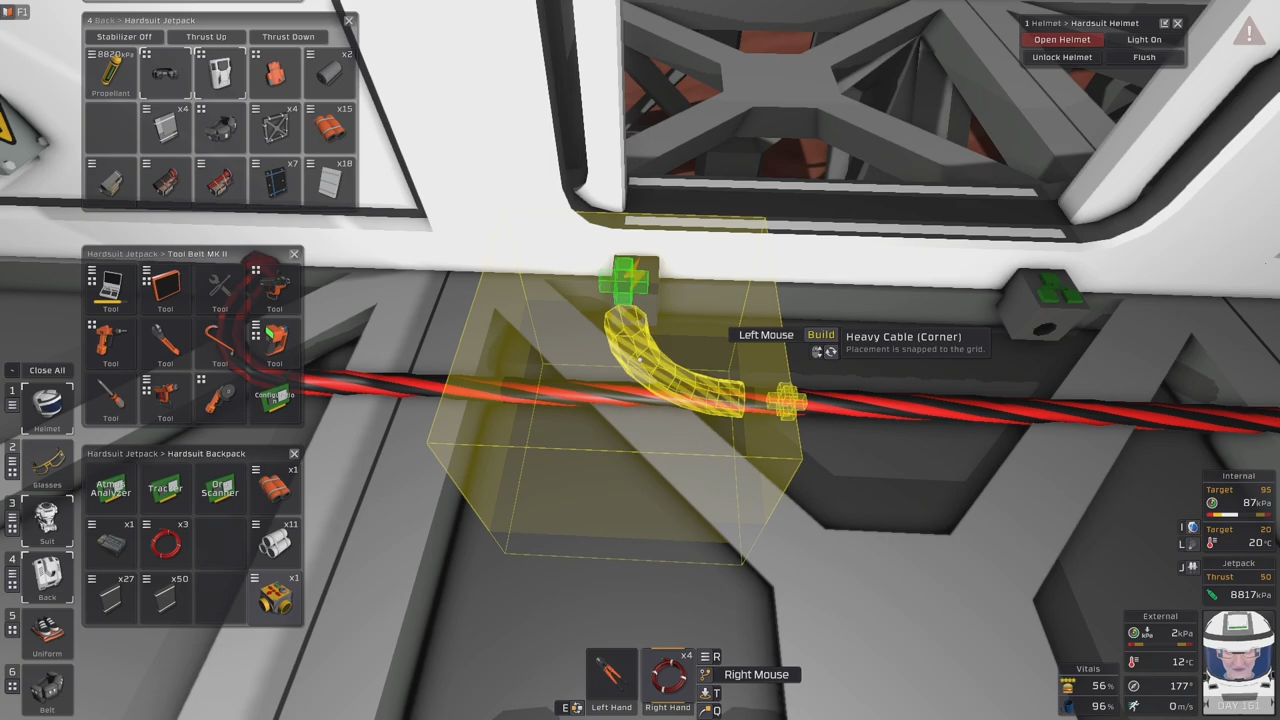 F1
4 Back > Hardsuit Jetpack
Stabilizer Off
Thrust Up
Thrust Down
8820kPa
Propellant
x2
x4
x4
x15
x7
x18
Hardsuit Jetpack > Tool Belt MK II
Tool
Tool
Tool
Tool
Tool
Tool
Tool
Tool
Tool
Tool
Tool
Configuratio
n
Close All
1
Helmet
2
Glasses
3
Suit
4
Back
5
Uniform
6
Belt
Hardsuit Jetpack > Hardsuit Backpack
Atmos
Analyzer
Tracker
Ore
Scanner
x1
x1
x3
x11
x27
x50
x1
1 Helmet > Hardsuit Helmet
Open Helmet
Light On
Unlock Helmet
Flush
Left Mouse
Build
Heavy Cable (Corner)
Placement is snapped to the grid.
E
Left Hand
x4
Right Hand
R
Right Mouse
T
Q
Internal
Target 95
87kPa
Target 20
20°C
I
L
J
Jetpack
Thrust 50
8817kPa
External
kPa
2kPa
12°C
177°
0m/s
Vitals
56%
96%
DAY 161